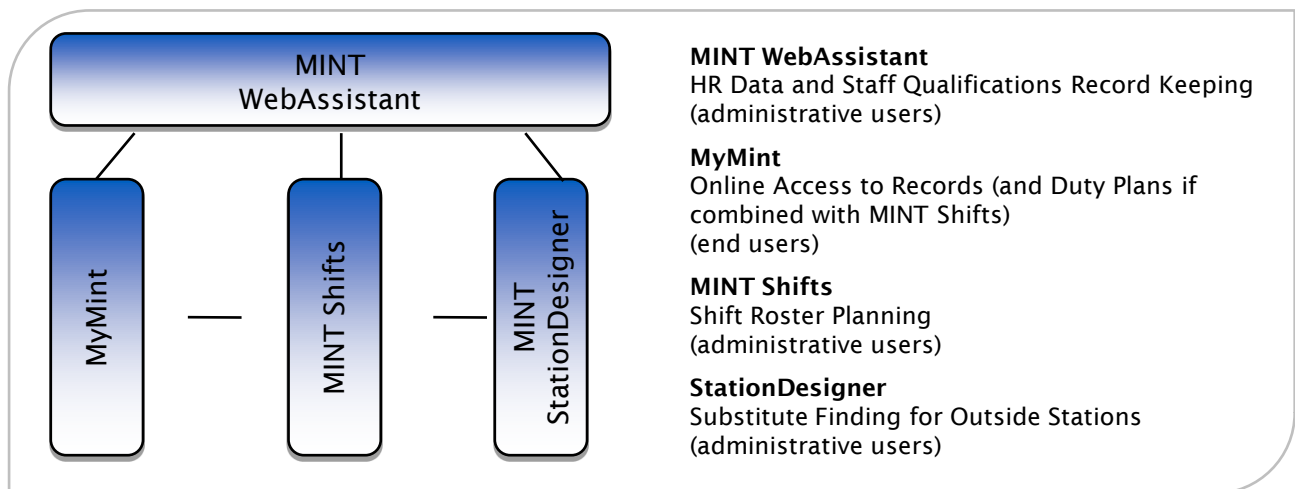 MINT
WebAssistant
MyMint
MINT Shifts
MINT
StationDesigner
MINT WebAssistant
HR Data and Staff Qualifications Record Keeping
(administrative users)
MyMint
Online Access to Records (and Duty Plans if
combined with MINT Shifts)
(end users)
MINT Shifts
Shift Roster Planning
(administrative users)
StationDesigner
Substitute Finding for Outside Stations
(administrative users)